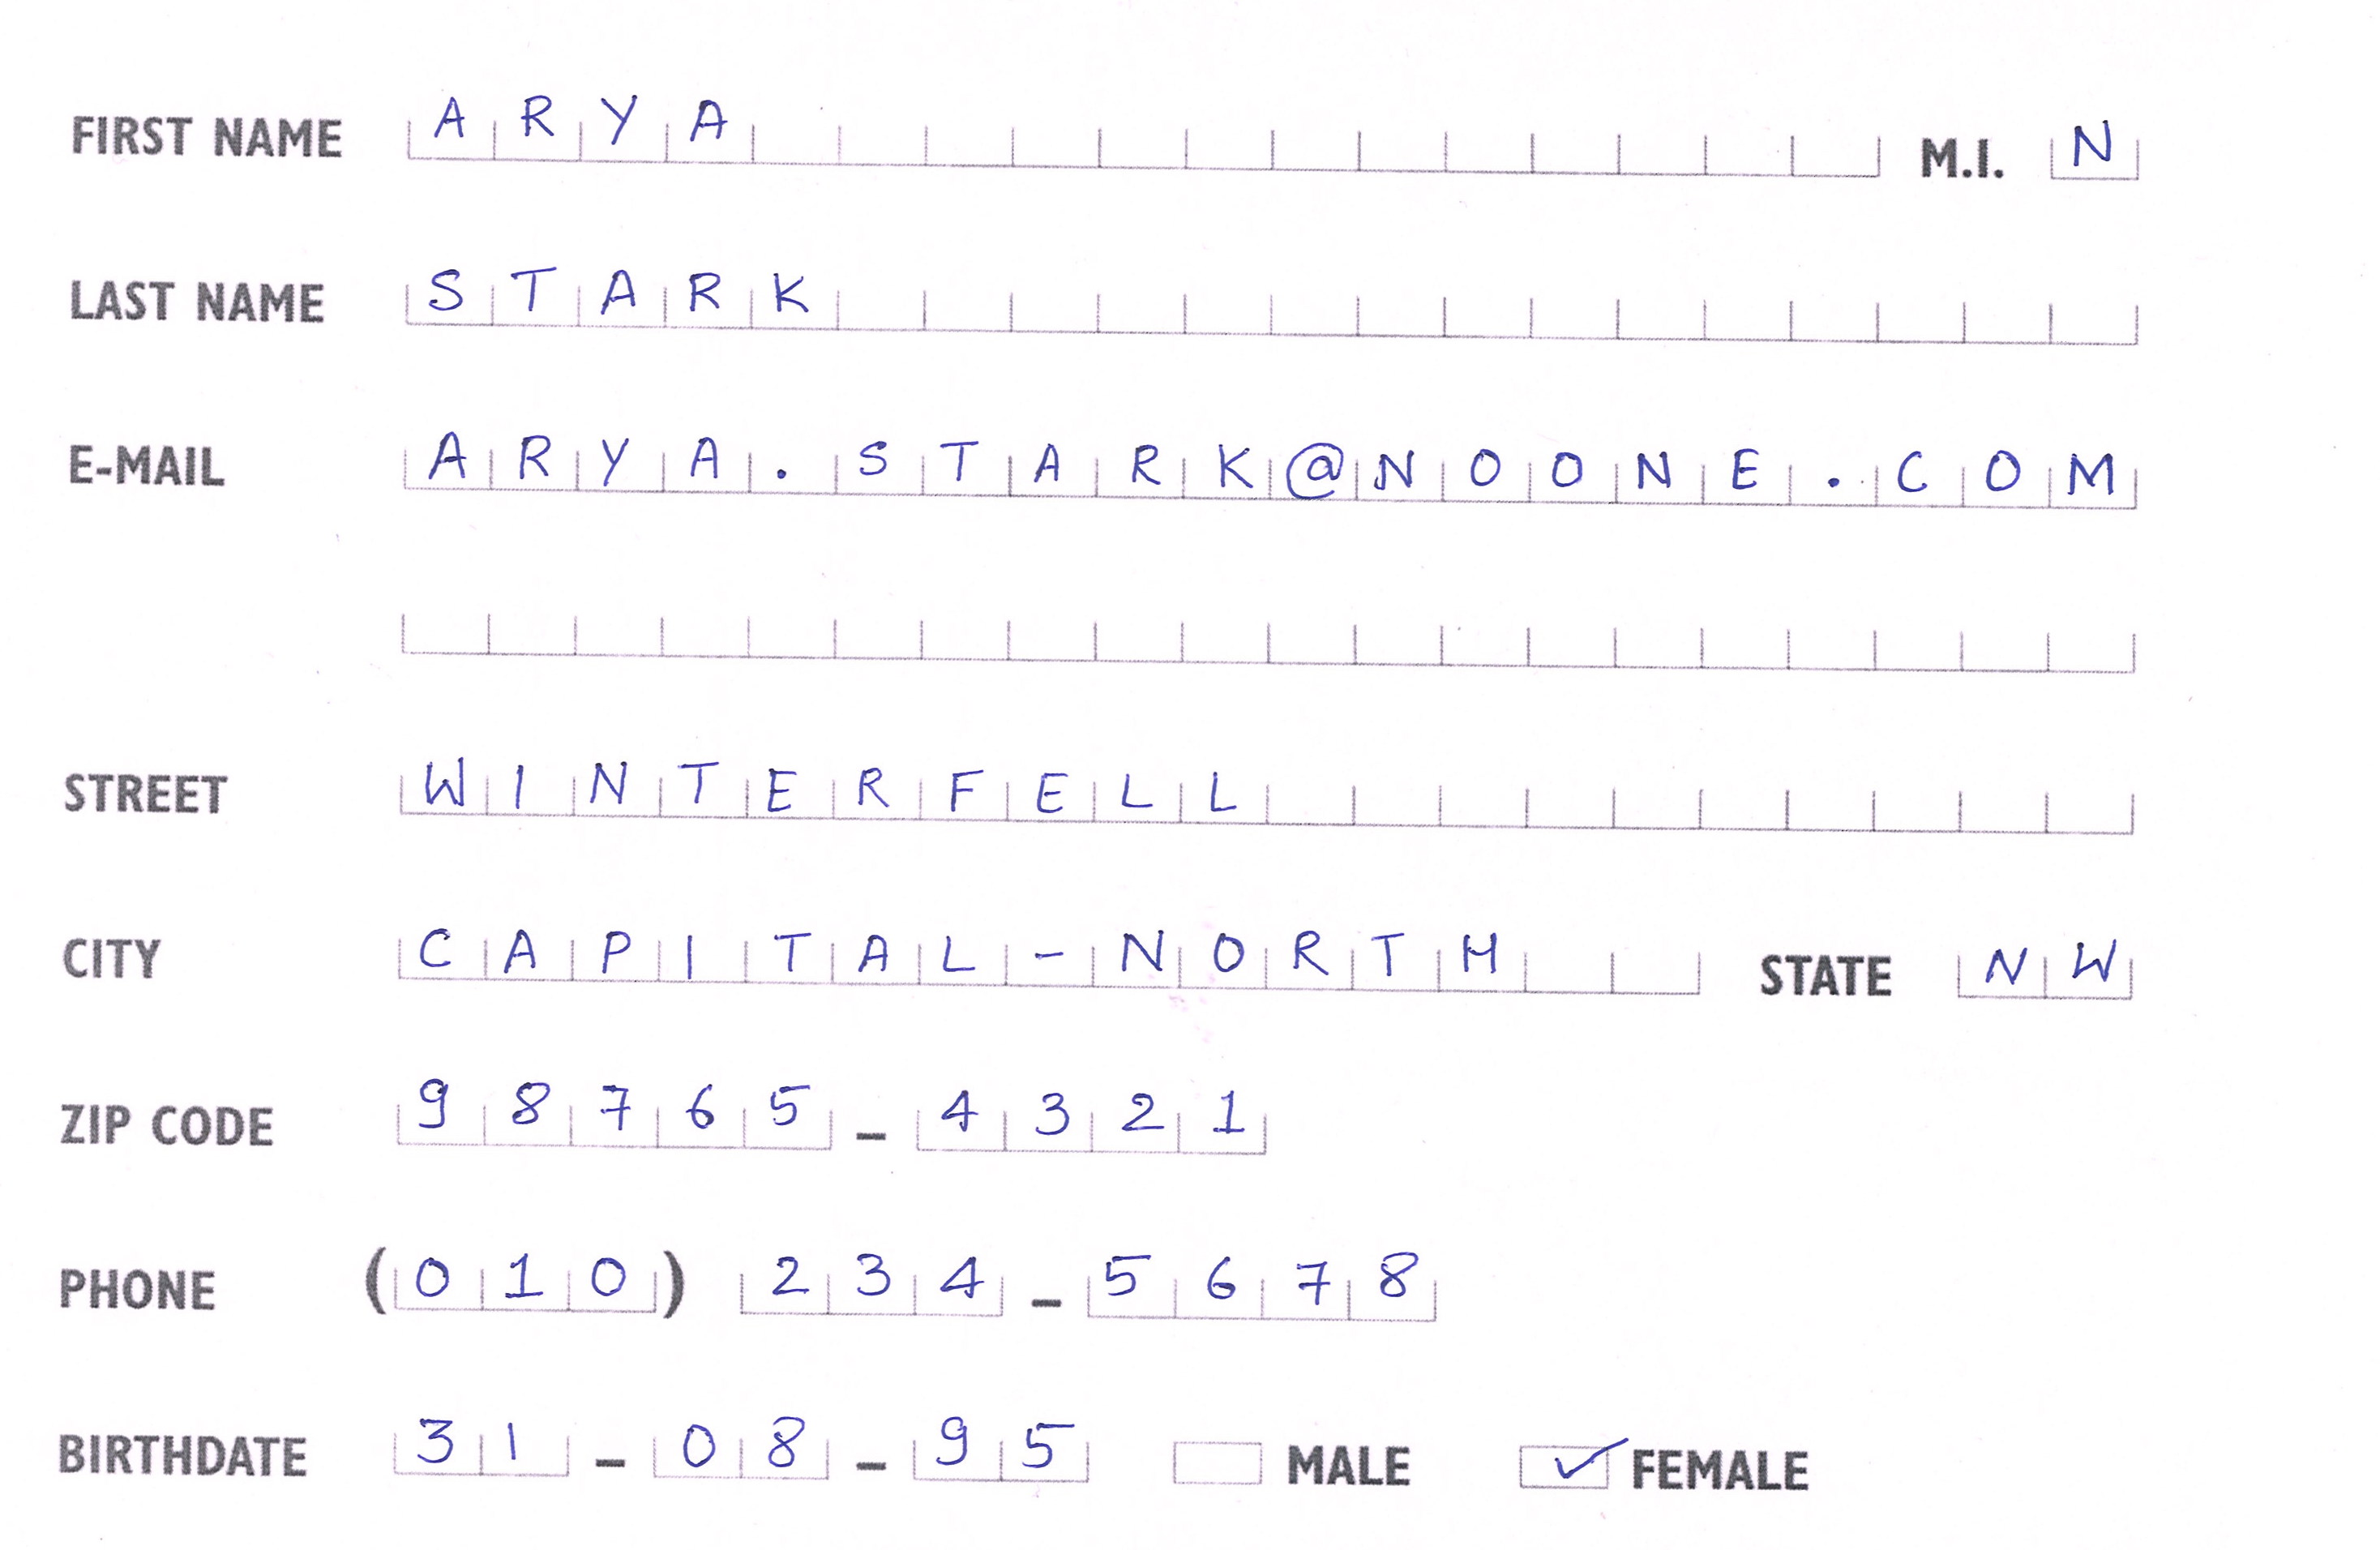 FIRST NAME ARYA M.I. N
LAST NAME STARK
E-MAIL ARYA.STARK@NOONE.COM
STREET WINTERFELL
CITY CAPITAL-NORTH STATE NW
ZIP CODE 98765-4321
PHONE (010) 234-5678
BIRTHDATE 31-08-95 MALE ✓ FEMALE